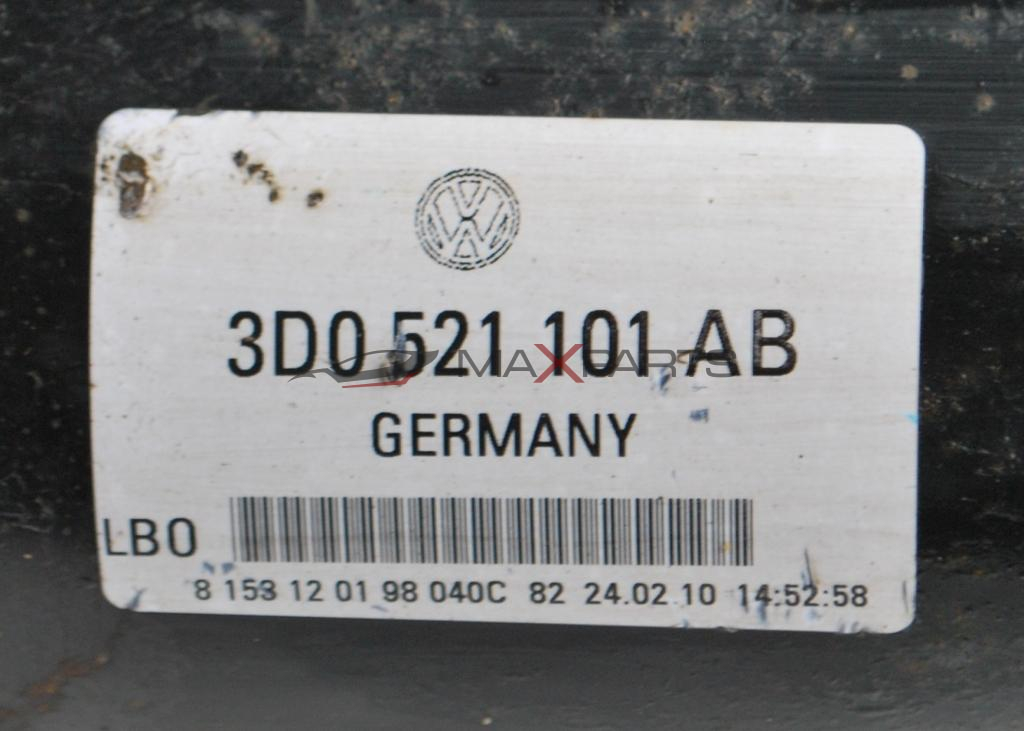 3D0 521 101 AB
MAXPARTS
GERMANY
LBO
8 153 12 01 98 040C 82 24.02.10 14:52:58